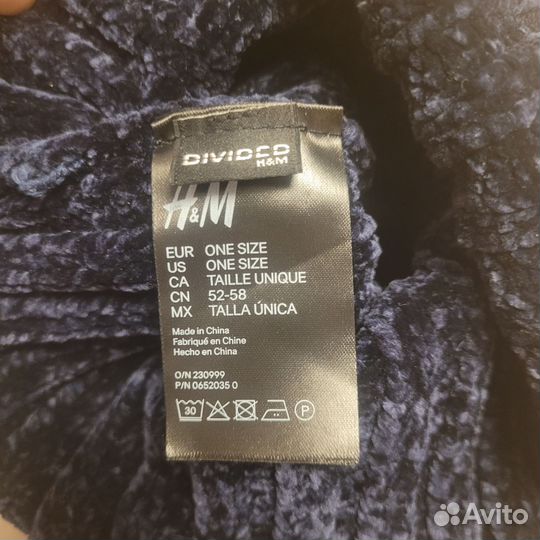 DIVIDED
H&M
H&M
EUR ONE SIZE
US ONE SIZE
CA TAILLE UNIQUE
CN 52-58
MX TALLA ÚNICA
Made in China
Fabriqué en Chine
Hecho en China
O/N 230999
P/N 0652035 0
30 P
Avito